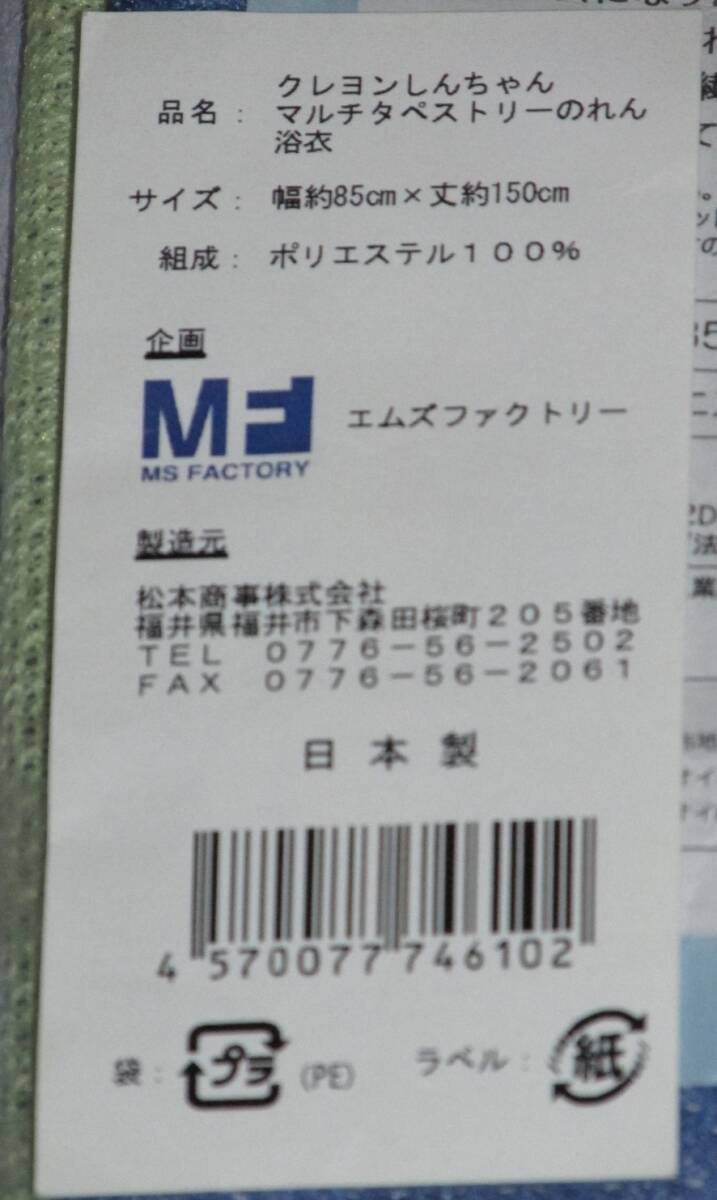 クレヨンしんちゃん
品名： マルチタペストリーのれん
浴衣
サイズ： 幅約85cm×丈約150cm
組成： ポリエステル１００％
企画
MF
MS FACTORY
エムズファクトリー
製造元
松本商事株式会社
福井県福井市下森田桜町２０５番地
ＴＥＬ ０７７６－５６－２５０２
ＦＡＸ ０７７６－５６－２０６１
日本製
4 570077 746102
袋： プラ (PE) ラベル： 紙